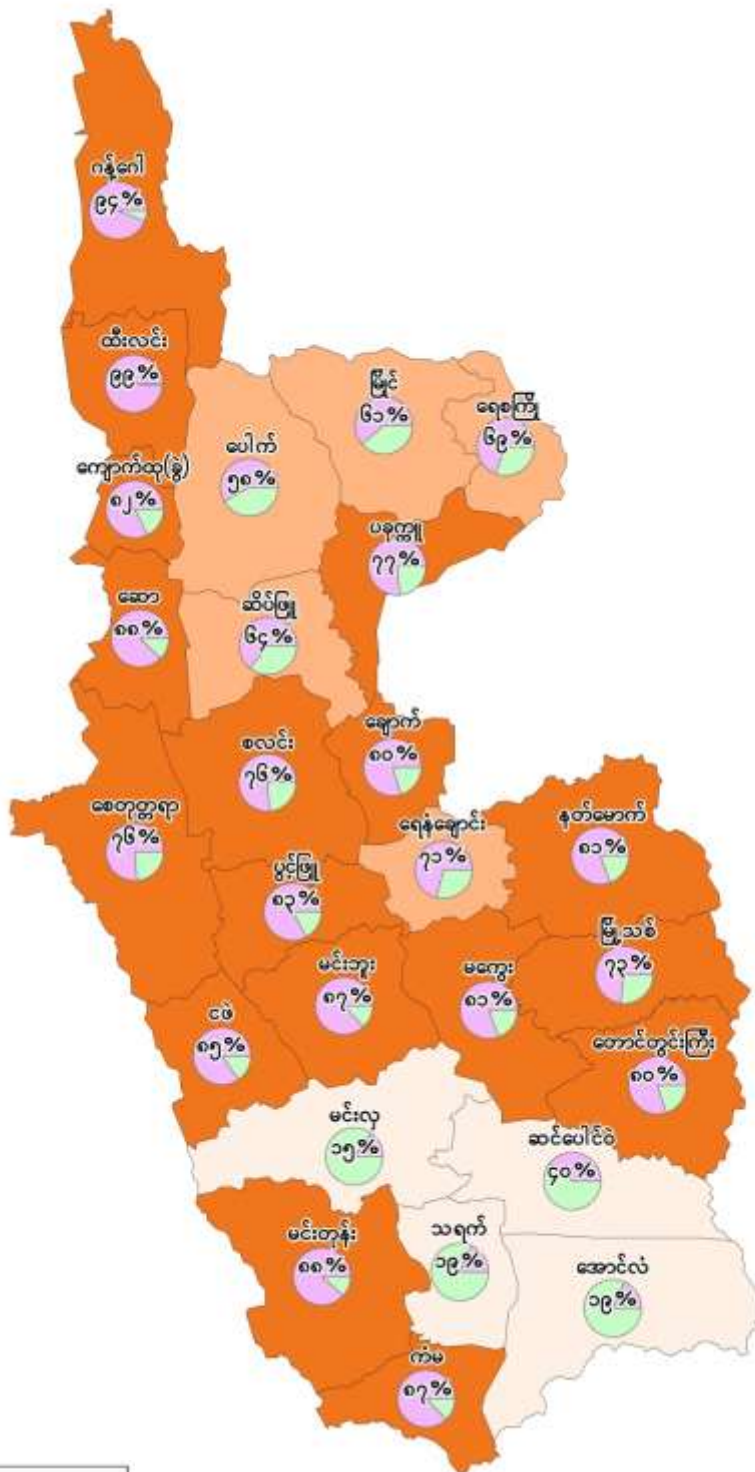 ဂန့်ဂေါ
၉၄%
ထီးလင်း
၉၉%
မြိုင်
၆၁%
ရေစကြို
၆၉%
ပေါက်
၅၈%
ကျောက်ထု(ခွဲ)
၈၂%
ပခုက္ကူ
၇၇%
ဆော
၈၈%
ဆိပ်ဖြူ
၆၄%
ချောက်
၈၀%
စလင်း
၇၆%
စေတုတ္တရာ
၇၆%
ရေနံချောင်း
၇၁%
နတ်မောက်
၈၁%
ပွင့်ဖြူ
၈၃%
မြို့သစ်
၇၃%
မင်းဘူး
၈၇%
မကွေး
၈၁%
ငဖဲ
၈၅%
တောင်တွင်းကြီး
၈၀%
မင်းလှ
၁၅%
ဆင်ပေါင်ဝဲ
၄၀%
မင်းတုန်း
၈၈%
သရက်
၁၉%
အောင်လံ
၁၉%
ကံမ
၈၇%